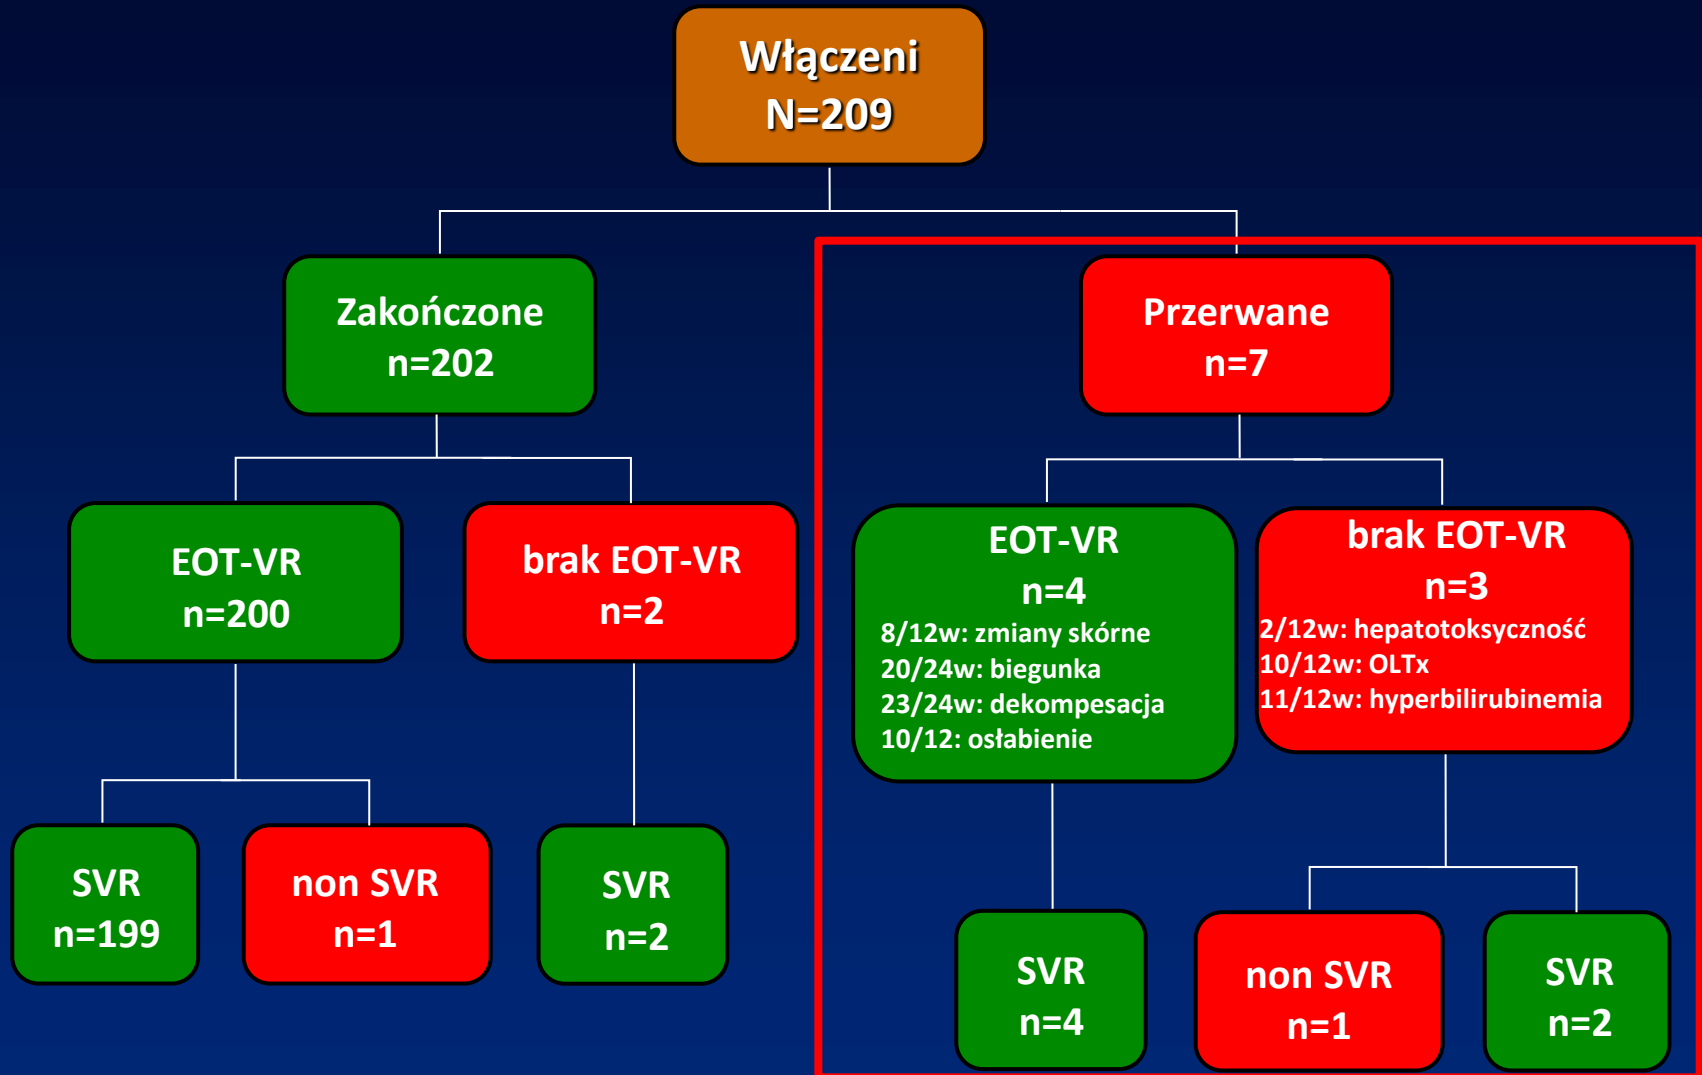 Włączeni
N=209
Zakończone
n=202
Przerwane
n=7
EOT-VR
n=200
brak EOT-VR
n=2
EOT-VR
n=4
8/12w: zmiany skórne
20/24w: biegunka
23/24w: dekompesacja
10/12: osłabienie
brak EOT-VR
n=3
2/12w: hepatotoksyczność
10/12w: OLTx
11/12w: hyperbilirubinemia
SVR
n=199
non SVR
n=1
SVR
n=2
SVR
n=4
non SVR
n=1
SVR
n=2